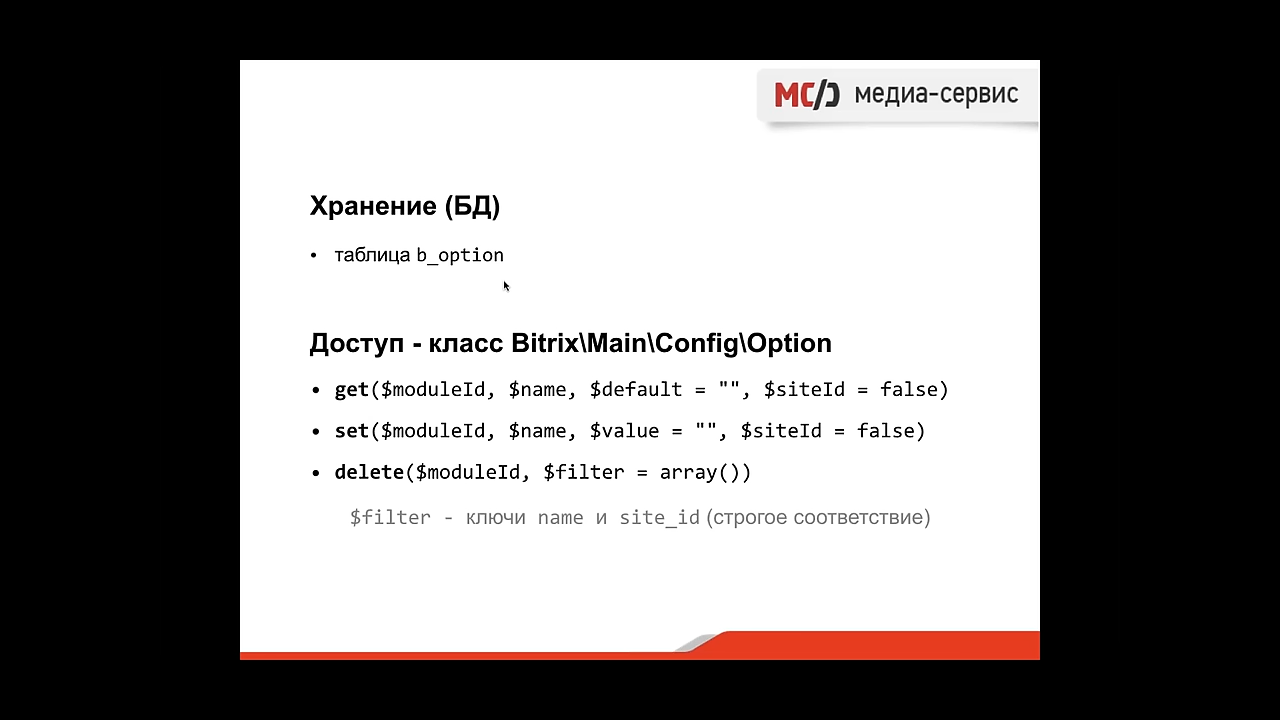 МС/Э медиа-сервис
Хранение (БД)
• таблица b_option
Доступ - класс Bitrix\Main\Config\Option
• get($moduleId, $name, $default = "", $siteId = false)
• set($moduleId, $name, $value = "", $siteId = false)
• delete($moduleId, $filter = array())
$filter - ключи name и site_id (строгое соответствие)